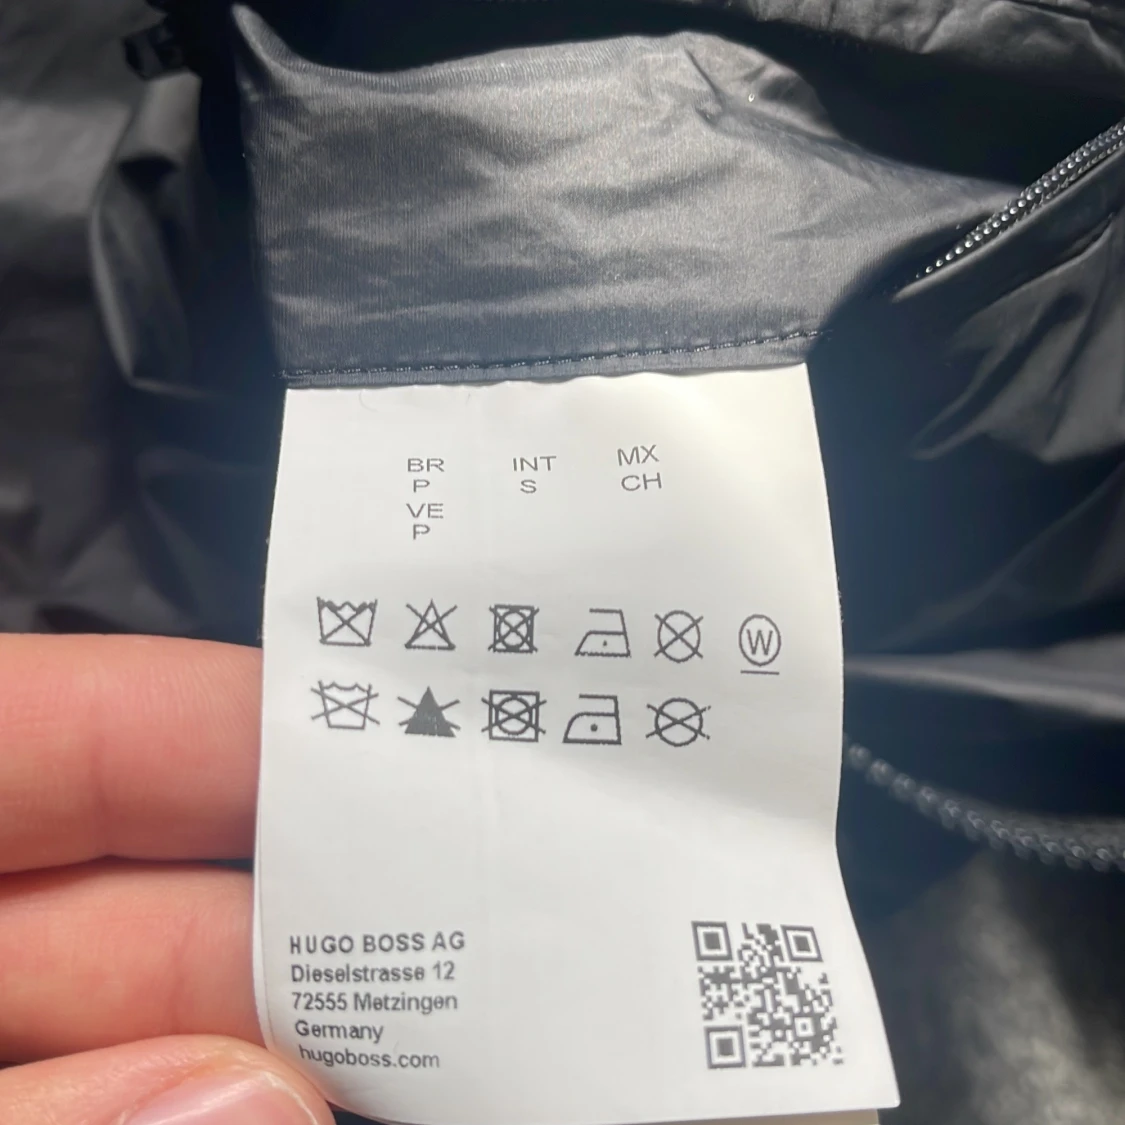 BR INT MX
P S CH
VE
P
W
HUGO BOSS AG
Dieselstrasse 12
72555 Metzingen
Germany
hugoboss.com